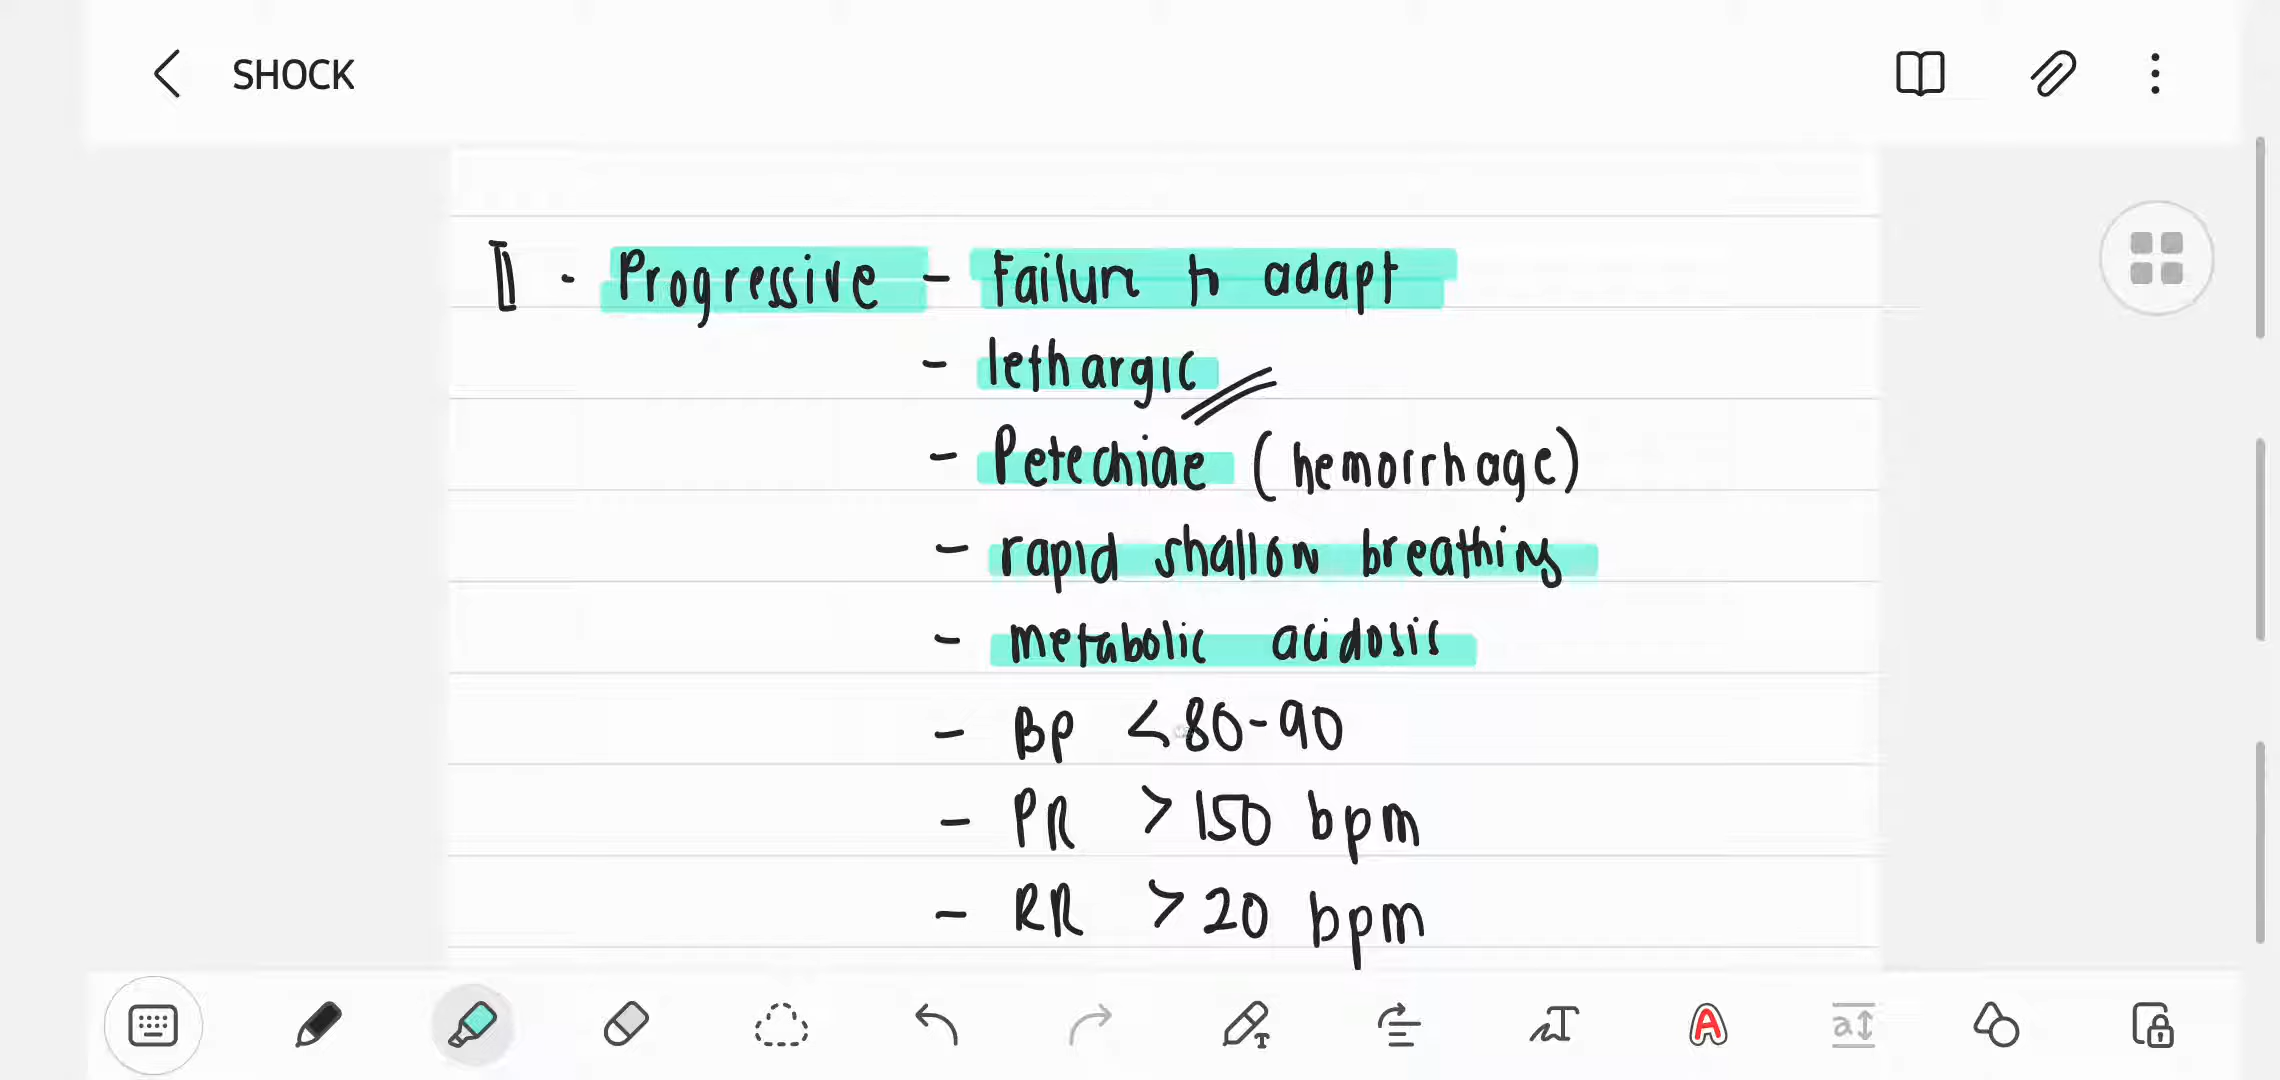 SHOCK
II - Progressive - Failure to adapt
- lethargic
- Petechiae (hemorrhage)
- rapid shallow breathing
- metabolic acidosis
- BP <80-90
- PR >150 bpm
- RR >20 bpm